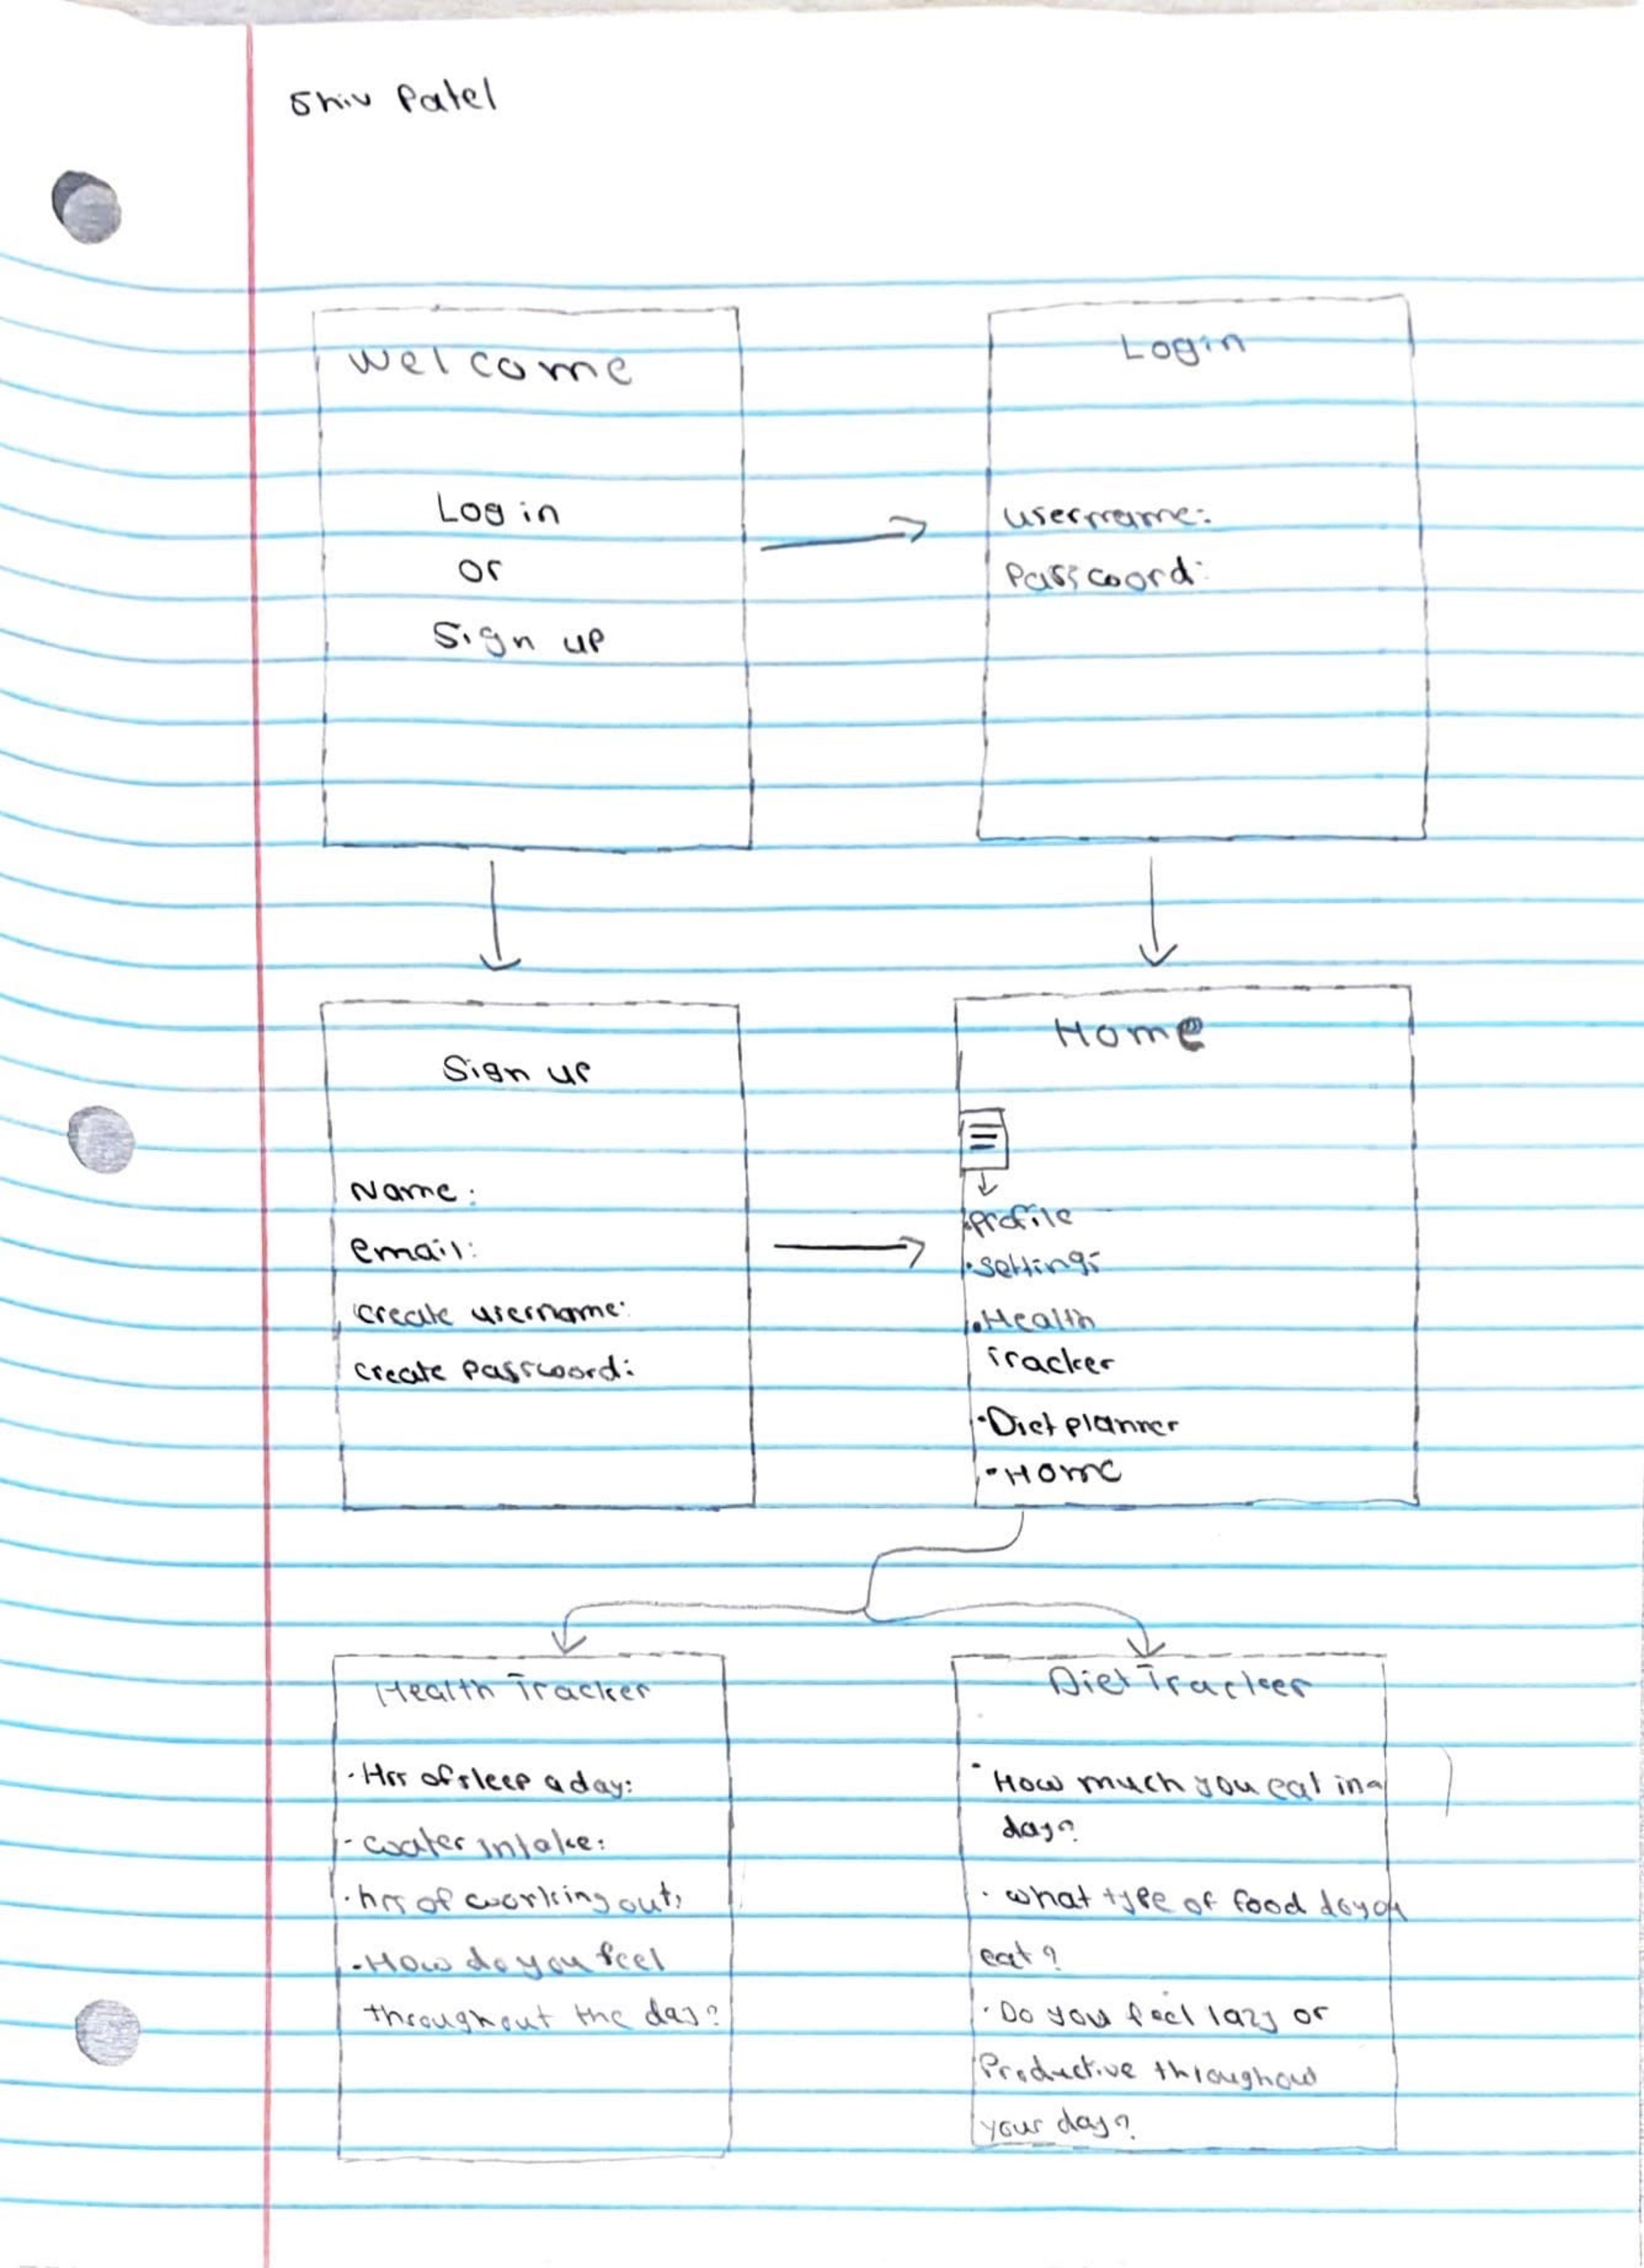 Shiv Patel
Welcome
Log in
or
Sign up
Login
username:
Password:
Sign up
Name:
email:
create username:
create password:
Home
profile
settings
Health
Tracker
Diet planner
Home
Health Tracker
Hrs of sleep a day:
water intake:
hrs of working out:
How do you feel
throughout the day?
Diet Tracker
How much you eat in a
day?
what type of food do you
eat?
Do you feel lazy or
Productive throughout
your day?